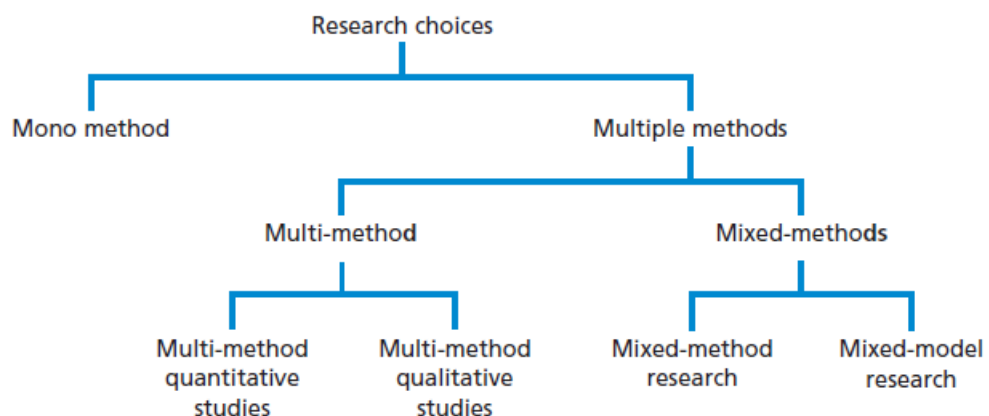 Research choices
Mono method
Multiple methods
Multi-method
Mixed-methods
Multi-method
quantitative
studies
Multi-method
qualitative
studies
Mixed-method
research
Mixed-model
research